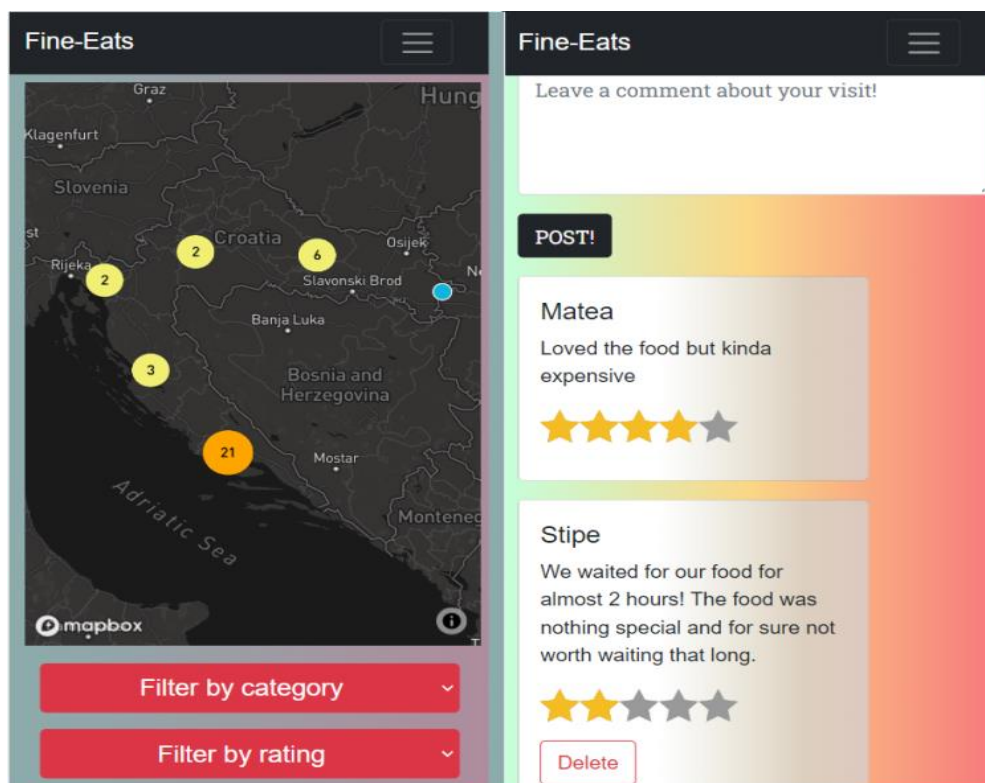 Fine-Eats
Graz
Hung
Klagenfurt
Slovenia
st
Croatia
2
6
Osijek
Rijeka
2
Slavonski Brod
Ne
Banja Luka
3
Bosnia and
Herzegovina
21
Mostar
Adriatic Sea
Monteneg
mapbox
i
T
Filter by category
Filter by rating
Fine-Eats
Leave a comment about your visit!
POST!
Matea
Loved the food but kinda
expensive
Stipe
We waited for our food for
almost 2 hours! The food was
nothing special and for sure not
worth waiting that long.
Delete